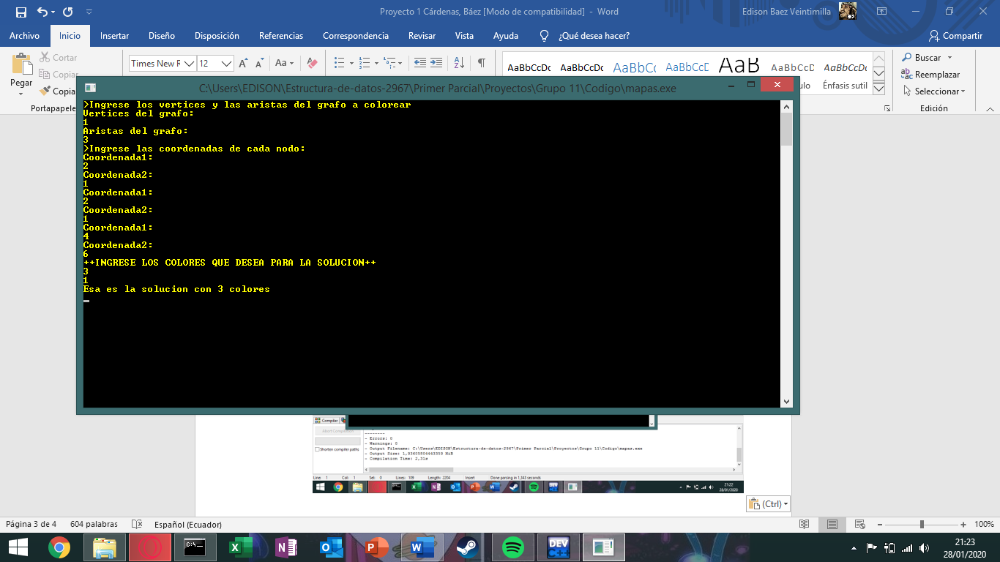 Proyecto 1 Cárdenas, Báez [Modo de compatibilidad] - Word
Edison Baez Veintimilla
Archivo Inicio Insertar Diseño Disposición Referencias Correspondencia Revisar Vista Ayuda ¿Qué desea hacer? Compartir
Pegar
Cortar
Copiar
Copia
Portapapele
Times New R 12
AaBbCcDc AaBbCcDc AaBbCc AaBbCcD AaB AaBbCcD AaBbCcDc
ulo Énfasis sutil
Buscar
Reemplazar
Seleccionar
Edición
C:\Users\EDISON\Estructura-de-datos-2967\Primer Parcial\Proyectos\Grupo 11\Codigo\mapas.exe
>Ingrese los vertices y las aristas del grafo a colorear
Vertices del grafo:
1
Aristas del grafo:
3
>Ingrese las coordenadas de cada nodo:
Coordenada1:
2
Coordenada2:
1
Coordenada1:
2
Coordenada2:
1
Coordenada1:
4
Coordenada2:
6
++INGRESE LOS COLORES QUE DESEA PARA LA SOLUCION++
3
1
Esa es la solucion con 3 colores
Compiler
Shorten compiler paths
- Errors: 0
- Warnings: 0
- Output Filename: C:\Users\EDISON\Estructura-de-datos-2967\Primer Parcial\Proyectos\Grupo 11\Codigo\mapas.exe
- Compilation Time: 2,31s
Line: 1 Col: 1 Sel: 0 Lines: 109 Length: 2204 Insert Done parsing in 1,343 seconds
21:22
28/01/2020
(Ctrl)
Página 3 de 4 604 palabras Español (Ecuador) 100%
DEV
C++
21:23
28/01/2020